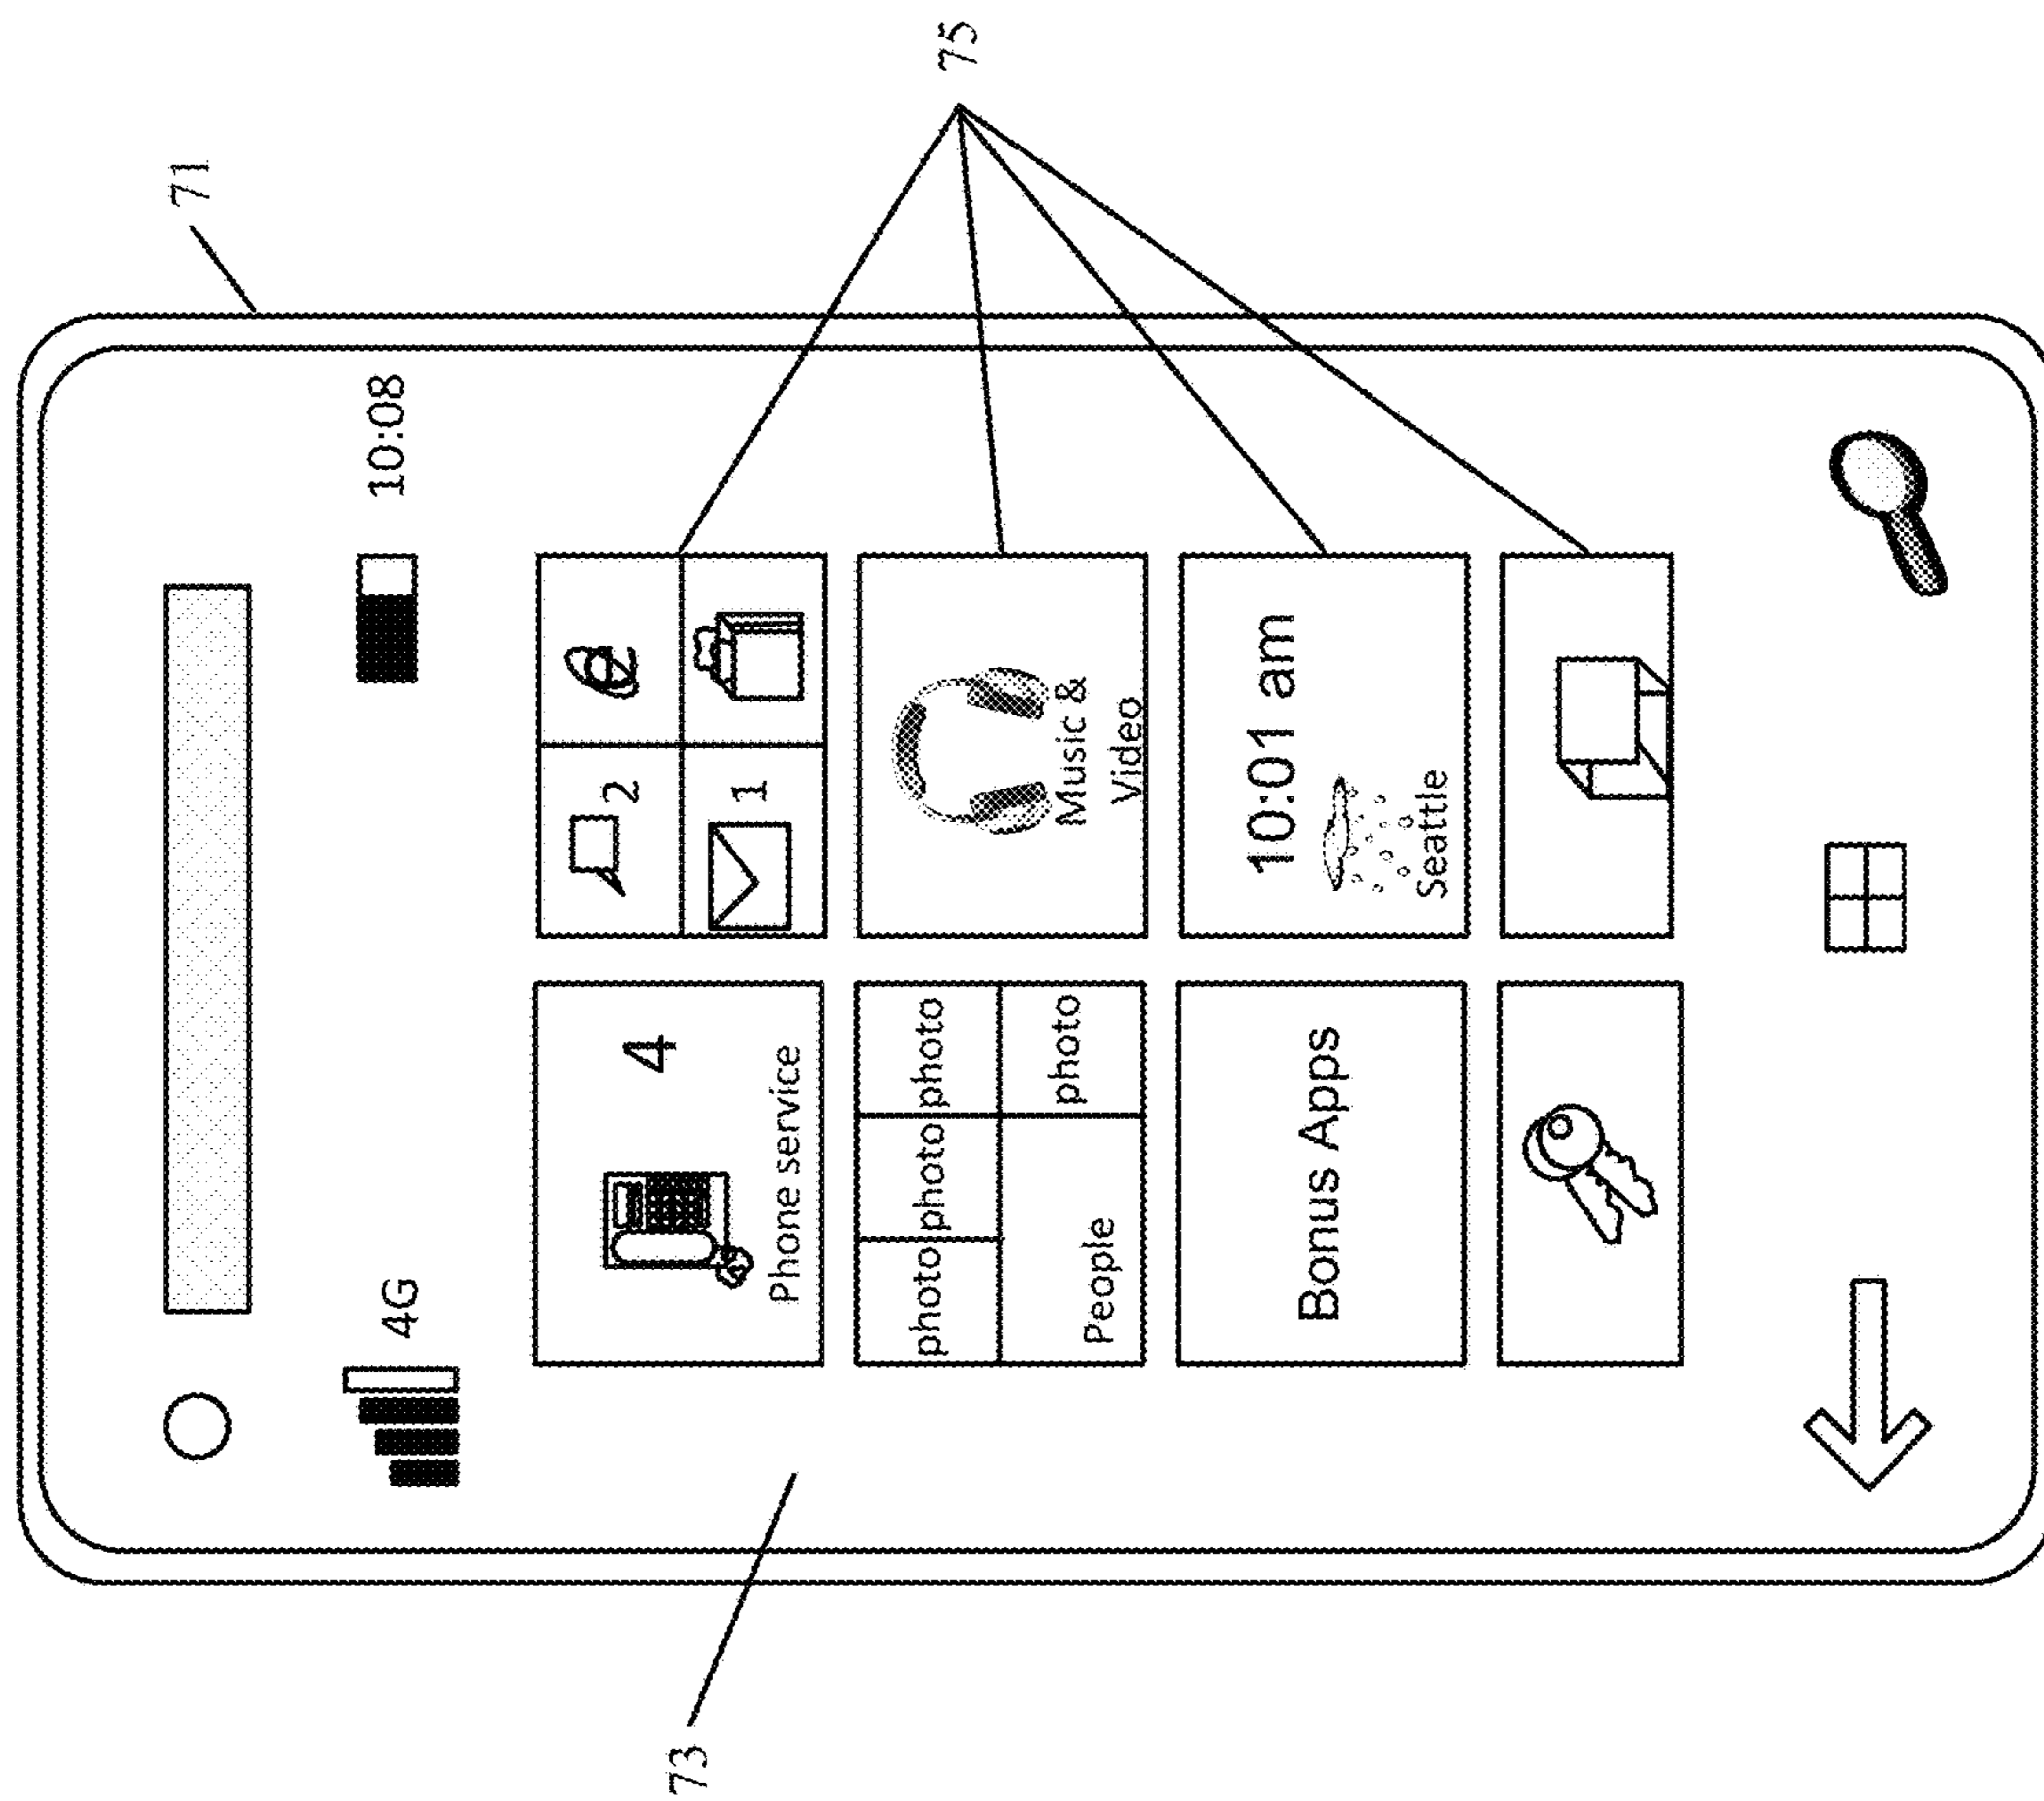 75
71
4G
10:08
4
Phone service
2
1
photo
photo
photo
People
photo
Music &
Video
Bonus Apps
10:01 am
Seattle
73